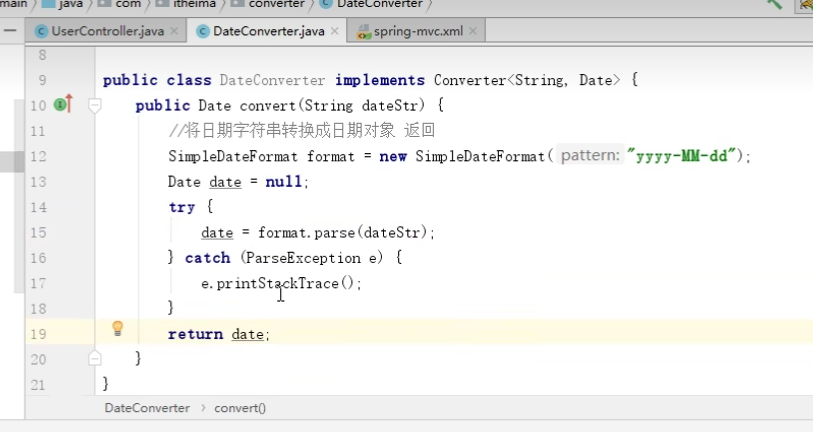 main java com itheima converter DateConverter
UserController.java DateConverter.java spring-mvc.xml
8
9 public class DateConverter implements Converter<String, Date> {
10 public Date convert(String dateStr) {
11 //将日期字符串转换成日期对象 返回
12 SimpleDateFormat format = new SimpleDateFormat( pattern: "yyyy-MM-dd");
13 Date date = null;
14 try {
15 date = format.parse(dateStr);
16 } catch (ParseException e) {
17 e.printStackTrace();
18 }
19 return date;
20 }
21 }
DateConverter > convert()